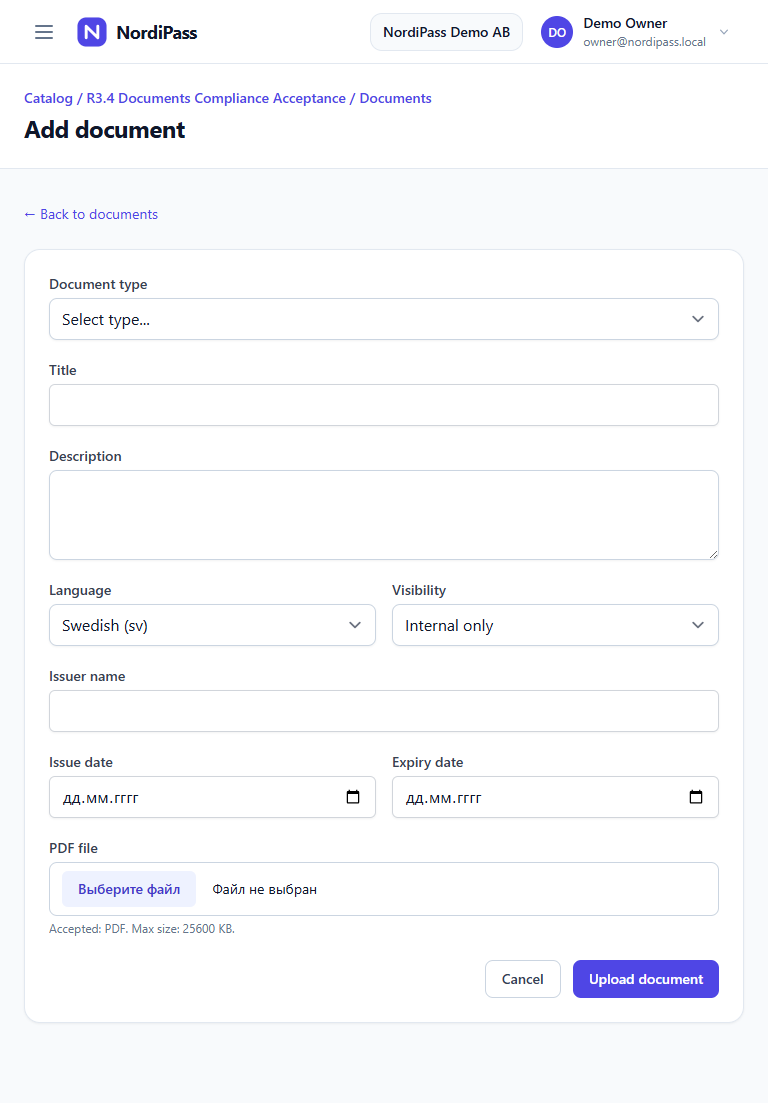 NordiPass
NordiPass Demo AB
DO
Demo Owner
owner@nordipass.local
Catalog / R3.4 Documents Compliance Acceptance / Documents
Add document
← Back to documents
Document type
Select type...
Title
Description
Language
Visibility
Swedish (sv)
Internal only
Issuer name
Issue date
Expiry date
дд.мм.гггг
дд.мм.гггг
PDF file
Выберите файл
Файл не выбран
Accepted: PDF. Max size: 25600 KB.
Cancel
Upload document